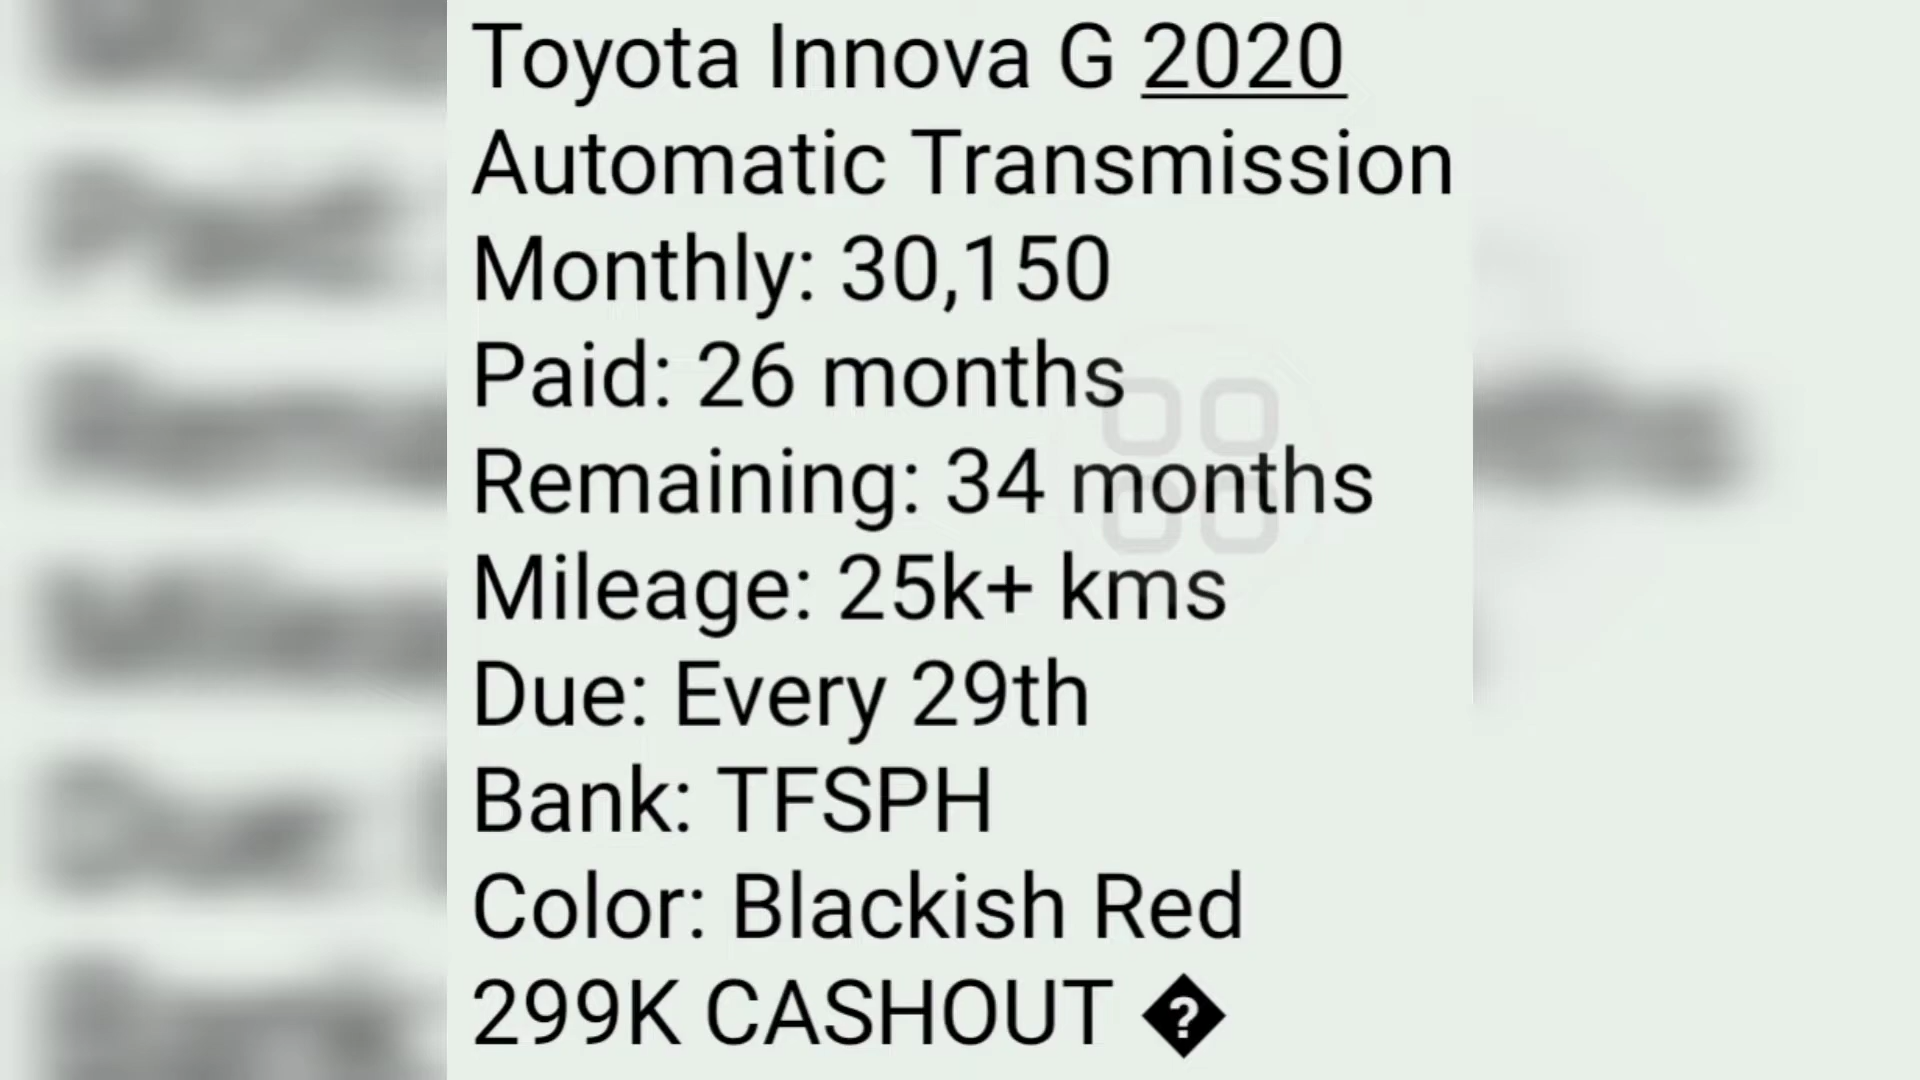 Toyota Innova G 2020
Automatic Transmission
Monthly: 30,150
Paid: 26 months
Remaining: 34 months
Mileage: 25k+ kms
Due: Every 29th
Bank: TFSPH
Color: Blackish Red
299K CASHOUT �